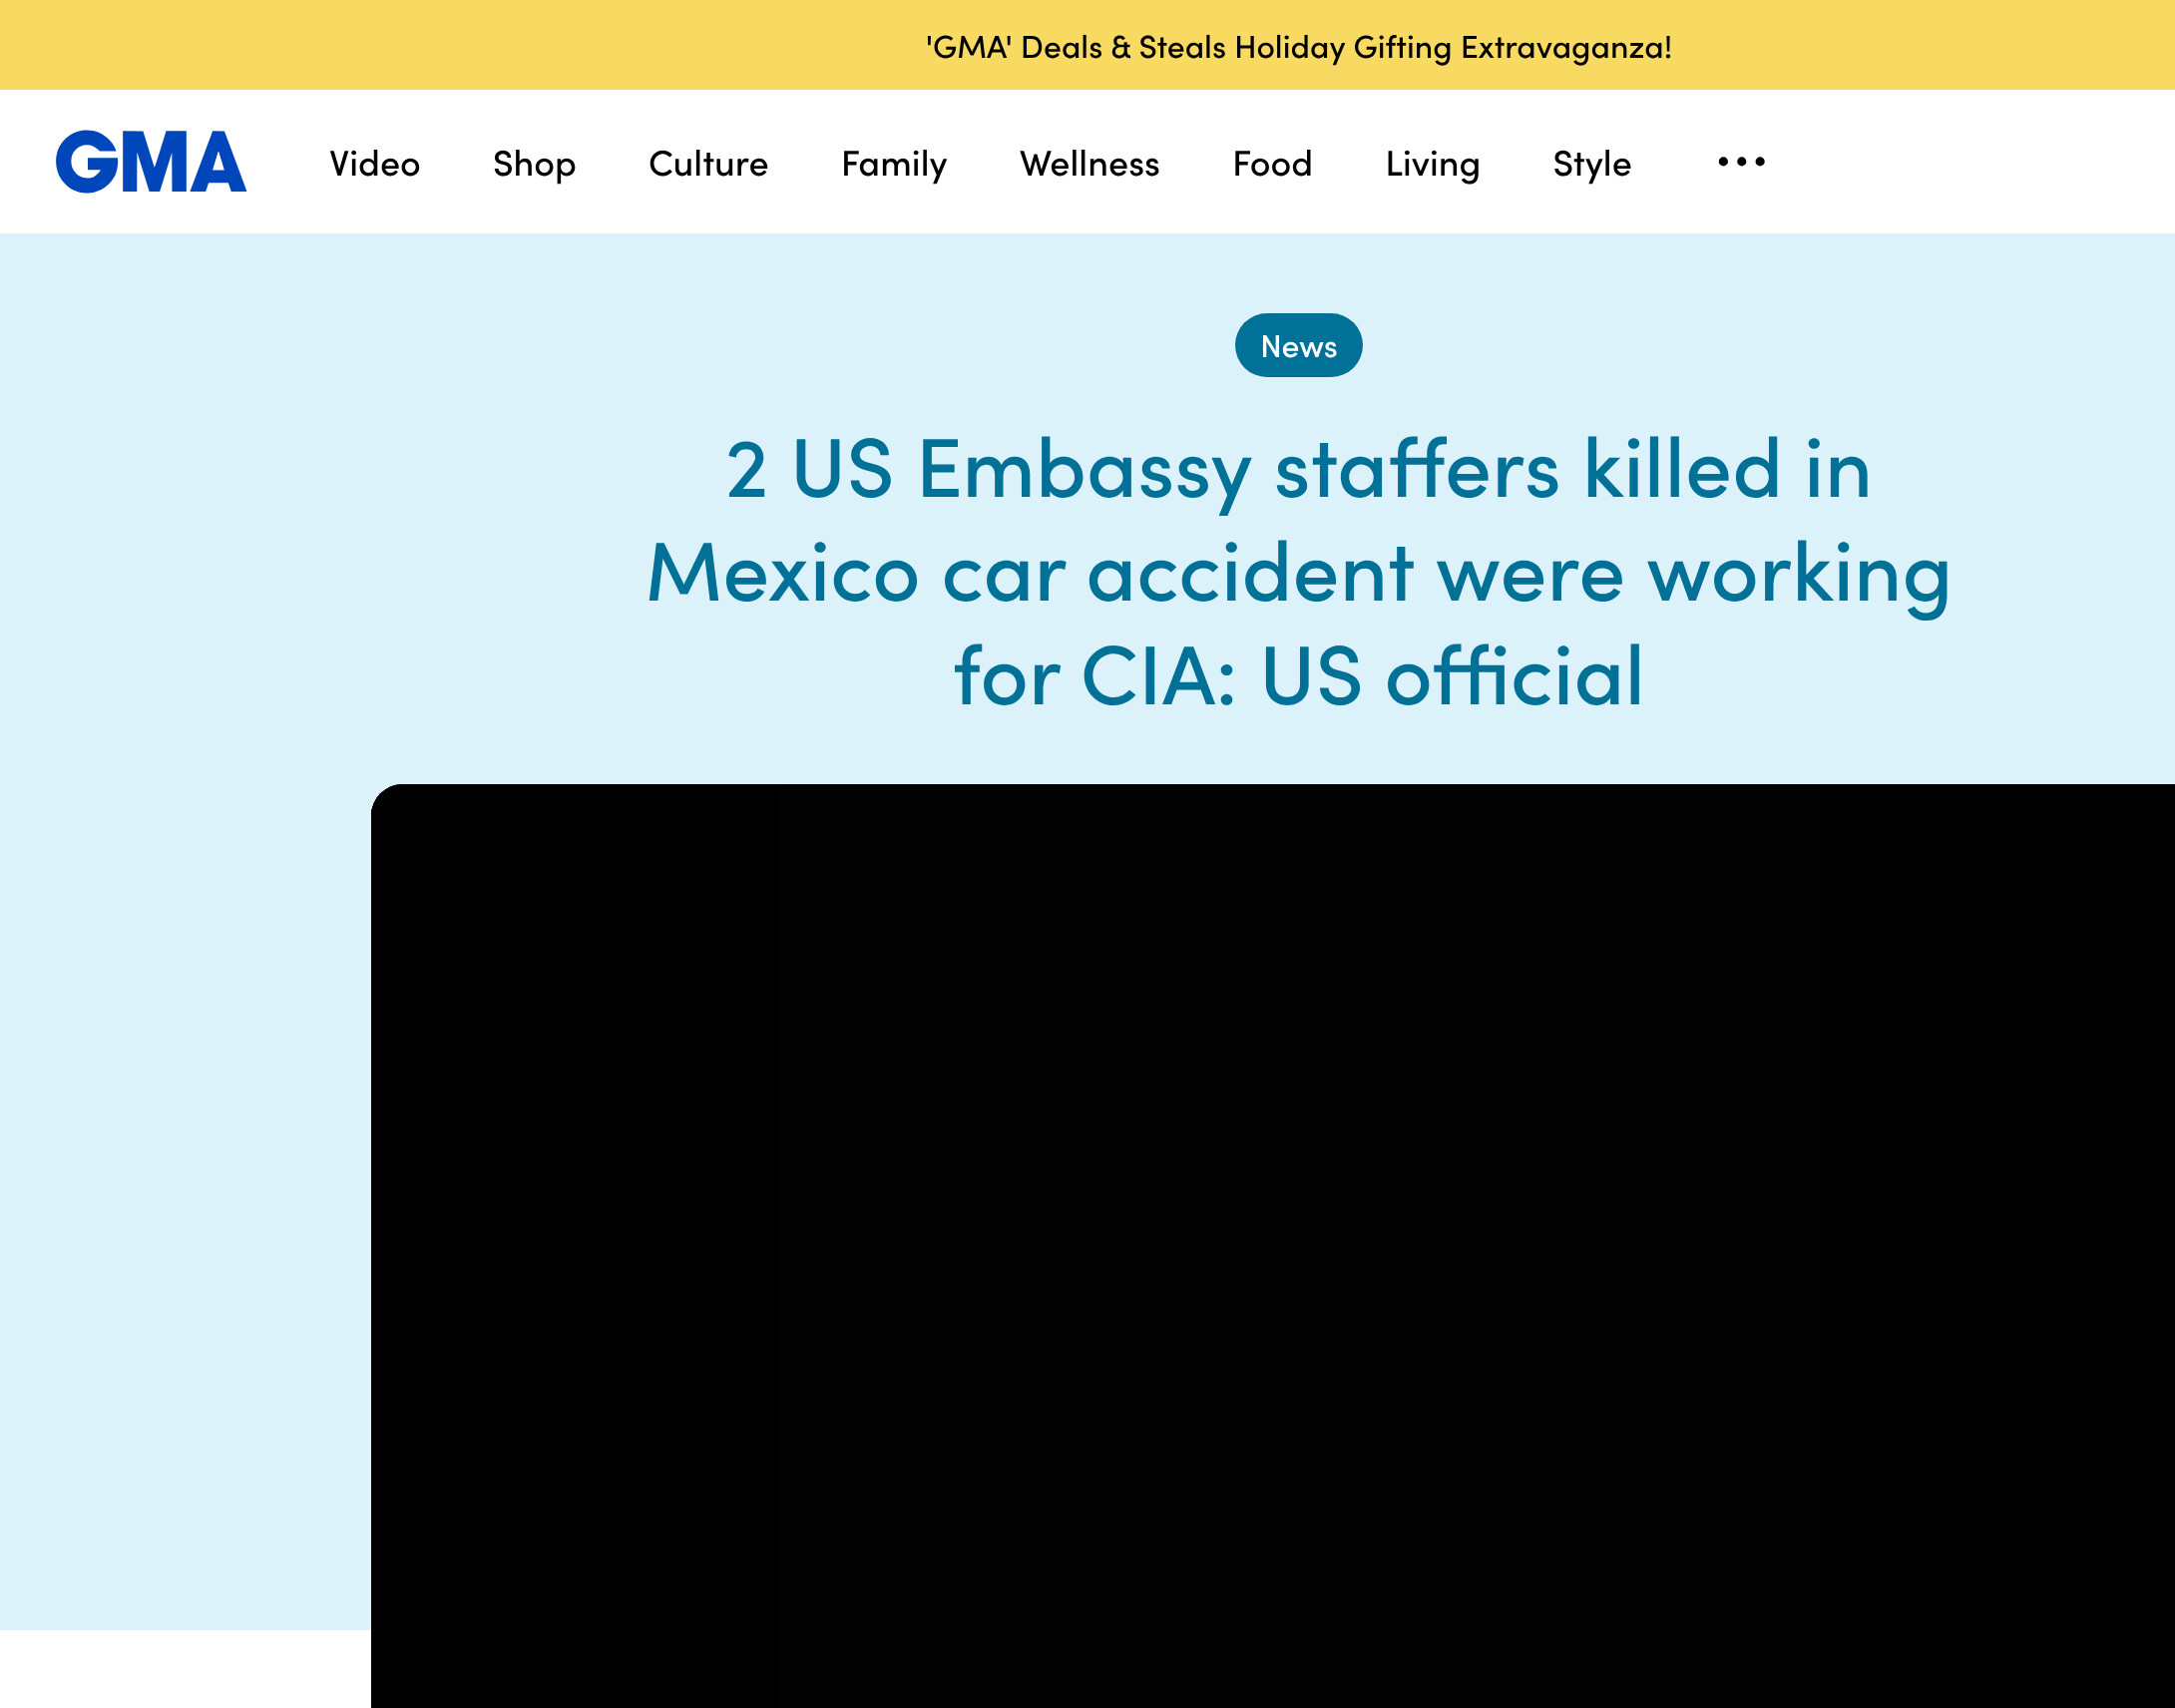 'GMA' Deals & Steals Holiday Gifting Extravaganza!
GMA Video Shop Culture Family Wellness Food Living Style •••
News
2 US Embassy staffers killed in
Mexico car accident were working
for CIA: US official